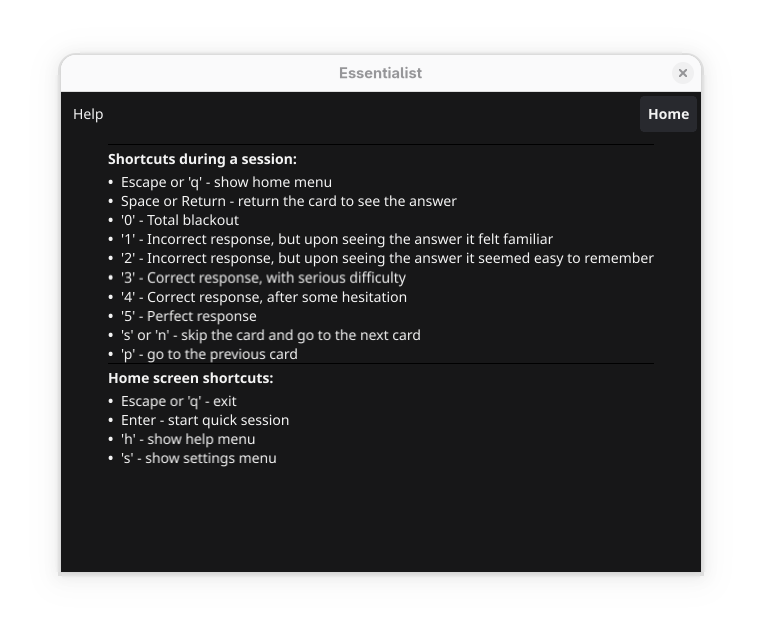 Essentialist
Help
Home
Shortcuts during a session:
• Escape or 'q' - show home menu
• Space or Return - return the card to see the answer
• '0' - Total blackout
• '1' - Incorrect response, but upon seeing the answer it felt familiar
• '2' - Incorrect response, but upon seeing the answer it seemed easy to remember
• '3' - Correct response, with serious difficulty
• '4' - Correct response, after some hesitation
• '5' - Perfect response
• 's' or 'n' - skip the card and go to the next card
• 'p' - go to the previous card
Home screen shortcuts:
• Escape or 'q' - exit
• Enter - start quick session
• 'h' - show help menu
• 's' - show settings menu